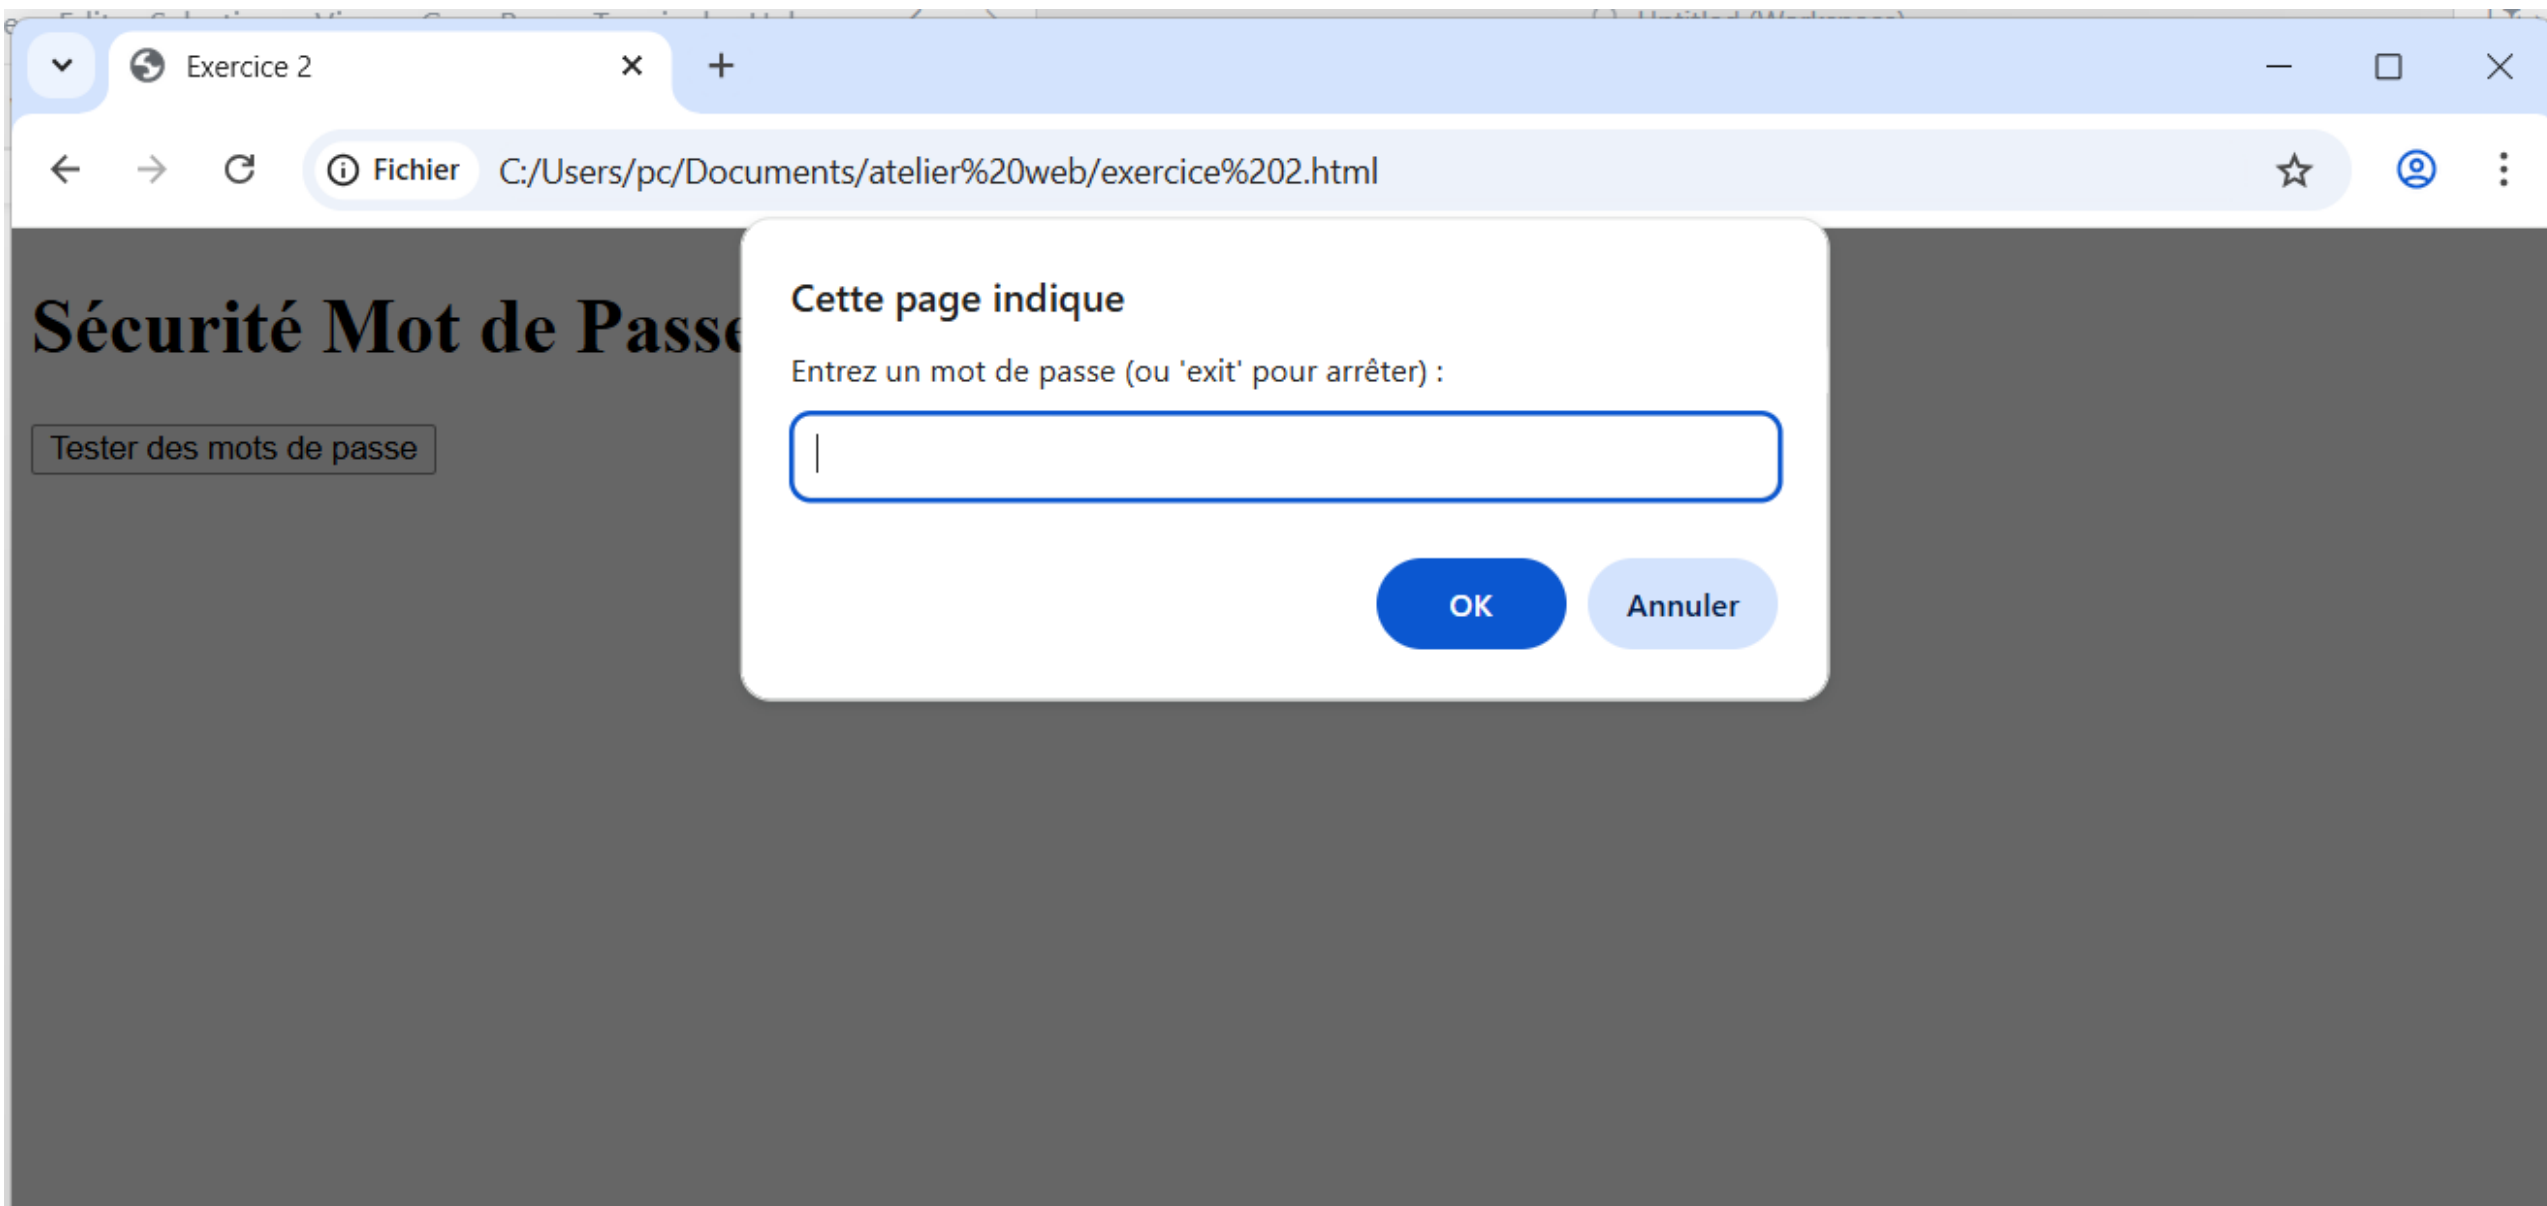 Exercice 2
Fichier C:/Users/pc/Documents/atelier%20web/exercice%202.html
Cette page indique
Sécurité Mot de Passe
Entrez un mot de passe (ou 'exit' pour arrêter) :
Tester des mots de passe
OK Annuler